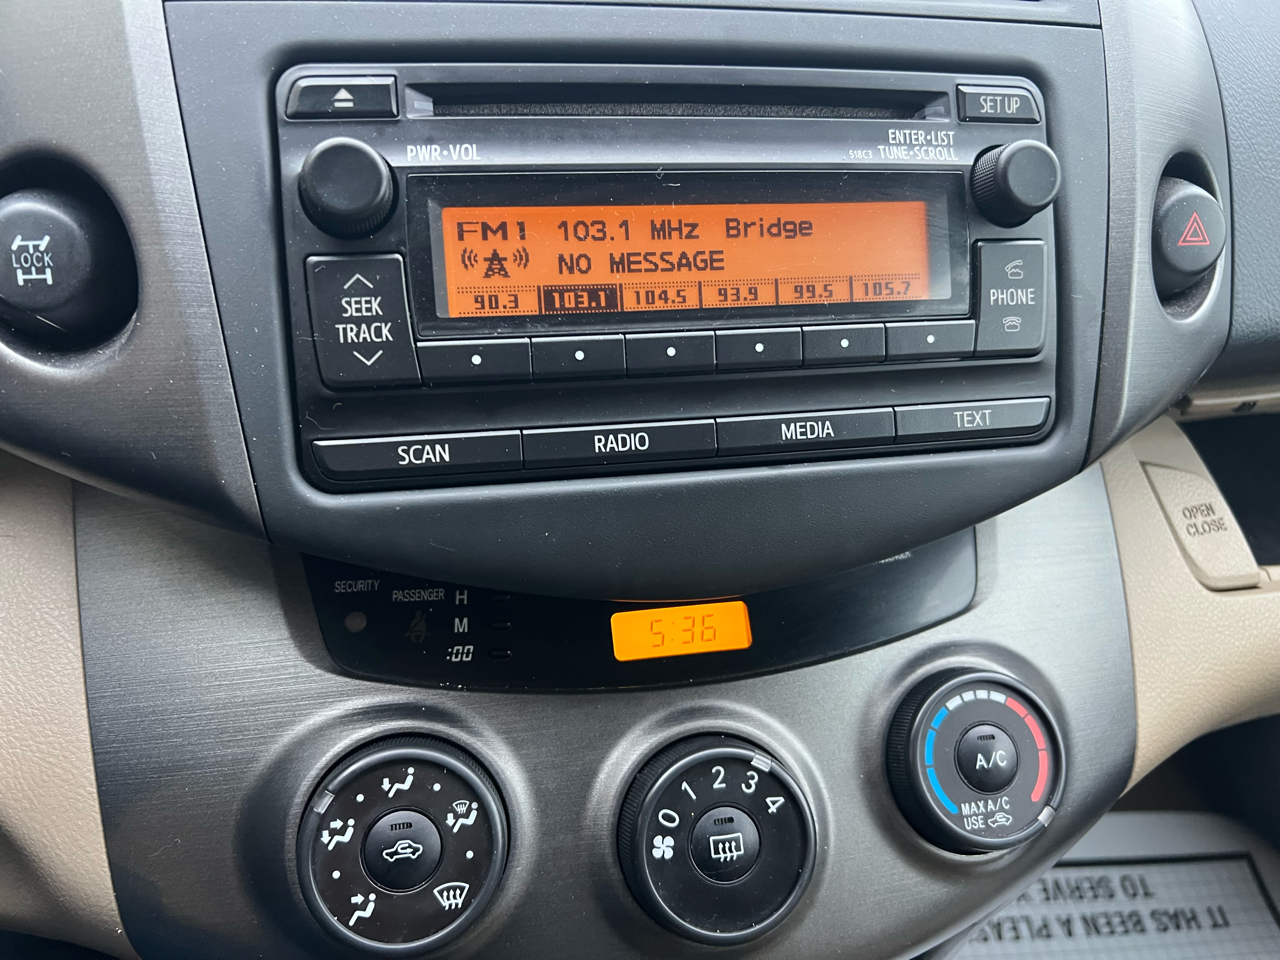 SET UP
PWR•VOL
ENTER•LIST
518C3 TUNE•SCROLL
LOCK
FM1 103.1 MHz Bridge
NO MESSAGE
90.3 103.1 104.5 93.9 99.5 105.7
SEEK
TRACK
PHONE
SCAN RADIO MEDIA TEXT
OPEN
CLOSE
SECURITY
PASSENGER
H
M
:00
5:36
0 1 2 3 4
A/C
MAX A/C
USE
IT HAS BEEN A PLEAS
TO SERVE